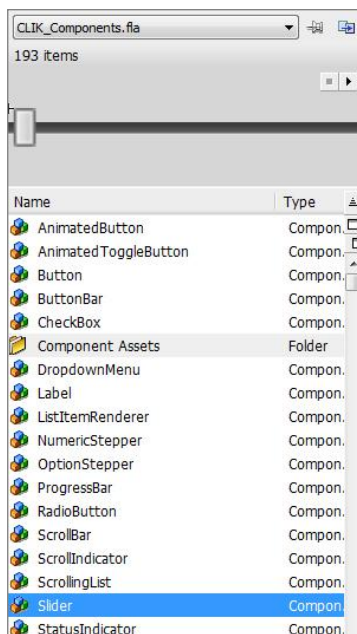 CLIK_Components.fla
193 items
Name Type
AnimatedButton Compon.
AnimatedToggleButton Compon.
Button Compon.
ButtonBar Compon.
CheckBox Compon.
Component Assets Folder
DropdownMenu Compon.
Label Compon.
ListItemRenderer Compon.
NumericStepper Compon.
OptionStepper Compon.
ProgressBar Compon.
RadioButton Compon.
ScrollBar Compon.
ScrollIndicator Compon.
ScrollingList Compon.
Slider Compon.
StatusIndicator Compon.